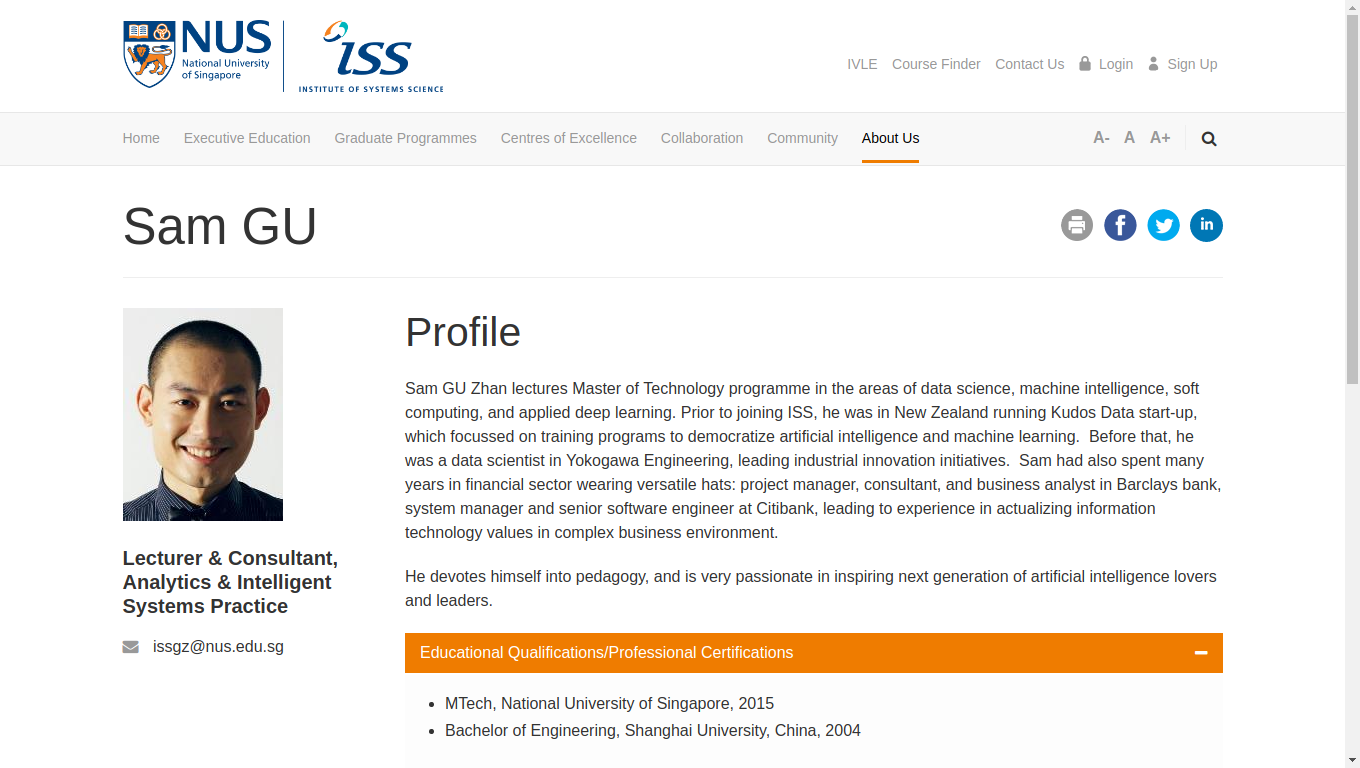 NUS
National University
of Singapore
iss
INSTITUTE OF SYSTEMS SCIENCE
IVLE Course Finder Contact Us Login Sign Up
Home Executive Education Graduate Programmes Centres of Excellence Collaboration Community About Us A- A A+
Sam GU
f in
Profile
Sam GU Zhan lectures Master of Technology programme in the areas of data science, machine intelligence, soft
computing, and applied deep learning. Prior to joining ISS, he was in New Zealand running Kudos Data start-up,
which focussed on training programs to democratize artificial intelligence and machine learning.  Before that, he
was a data scientist in Yokogawa Engineering, leading industrial innovation initiatives.  Sam had also spent many
years in financial sector wearing versatile hats: project manager, consultant, and business analyst in Barclays bank,
system manager and senior software engineer at Citibank, leading to experience in actualizing information
technology values in complex business environment.
He devotes himself into pedagogy, and is very passionate in inspiring next generation of artificial intelligence lovers
and leaders.
Lecturer & Consultant,
Analytics & Intelligent
Systems Practice
issgz@nus.edu.sg
Educational Qualifications/Professional Certifications
• MTech, National University of Singapore, 2015
• Bachelor of Engineering, Shanghai University, China, 2004